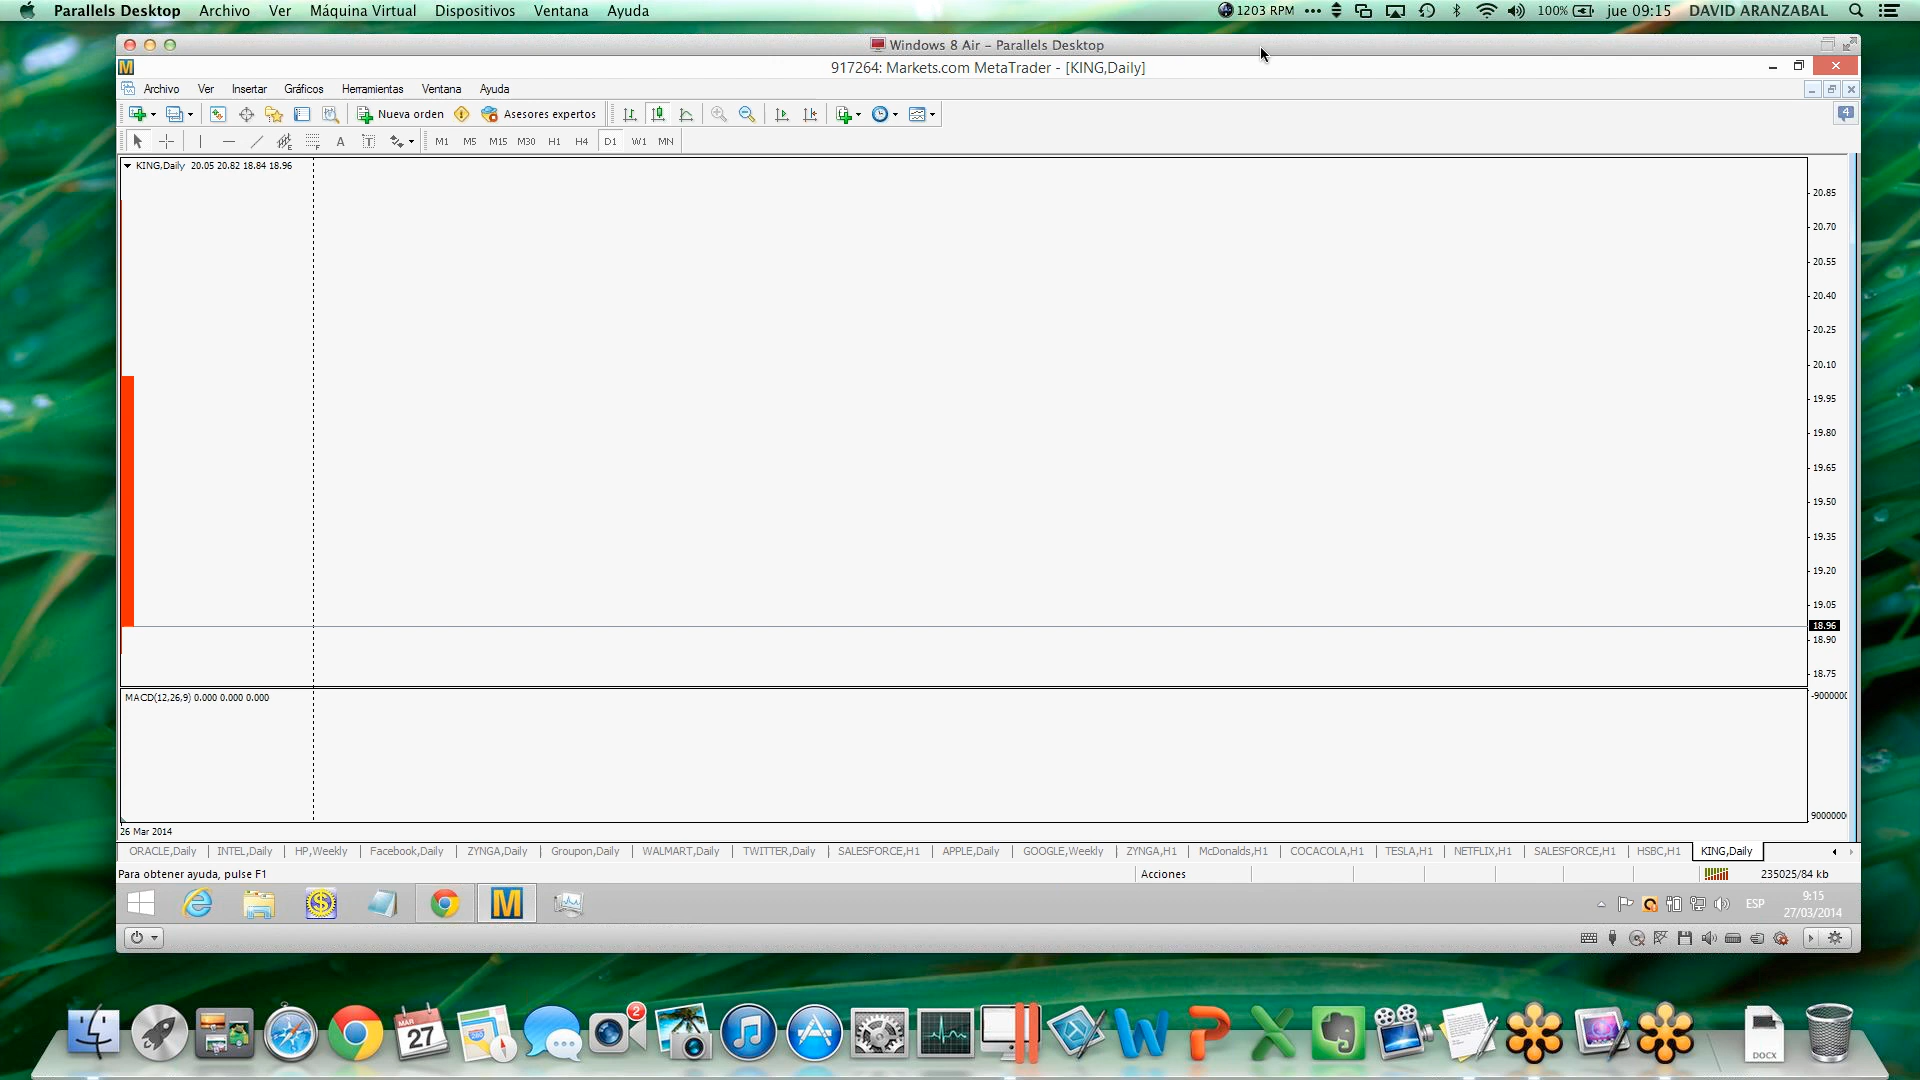 Parallels Desktop Archivo Ver Máquina Virtual Dispositivos Ventana Ayuda 1203 RPM 100% jue 09:15 DAVID ARANZABAL
Windows 8 Air – Parallels Desktop
917264: Markets.com MetaTrader - [KING,Daily]
Archivo Ver Insertar Gráficos Herramientas Ventana Ayuda
Nueva orden Asesores expertos 4
A T M1 M5 M15 M30 H1 H4 D1 W1 MN
KING,Daily 20.05 20.82 18.84 18.96
20.85
20.70
20.55
20.40
20.25
20.10
19.95
19.80
19.65
19.50
19.35
19.20
19.05
18.96
18.90
18.75
MACD(12,26,9) 0.000 0.000 0.000
-9000000
9000000
26 Mar 2014
ORACLE,Daily INTEL,Daily HP,Weekly Facebook,Daily ZYNGA,Daily Groupon,Daily WALMART,Daily TWITTER,Daily SALESFORCE,H1 APPLE,Daily GOOGLE,Weekly ZYNGA,H1 McDonalds,H1 COCACOLA,H1 TESLA,H1 NETFLIX,H1 SALESFORCE,H1 HSBC,H1 KING,Daily
Para obtener ayuda, pulse F1 Acciones 235025/84 kb
ESP 9:15
27/03/2014
MAR
27
2
DOCX